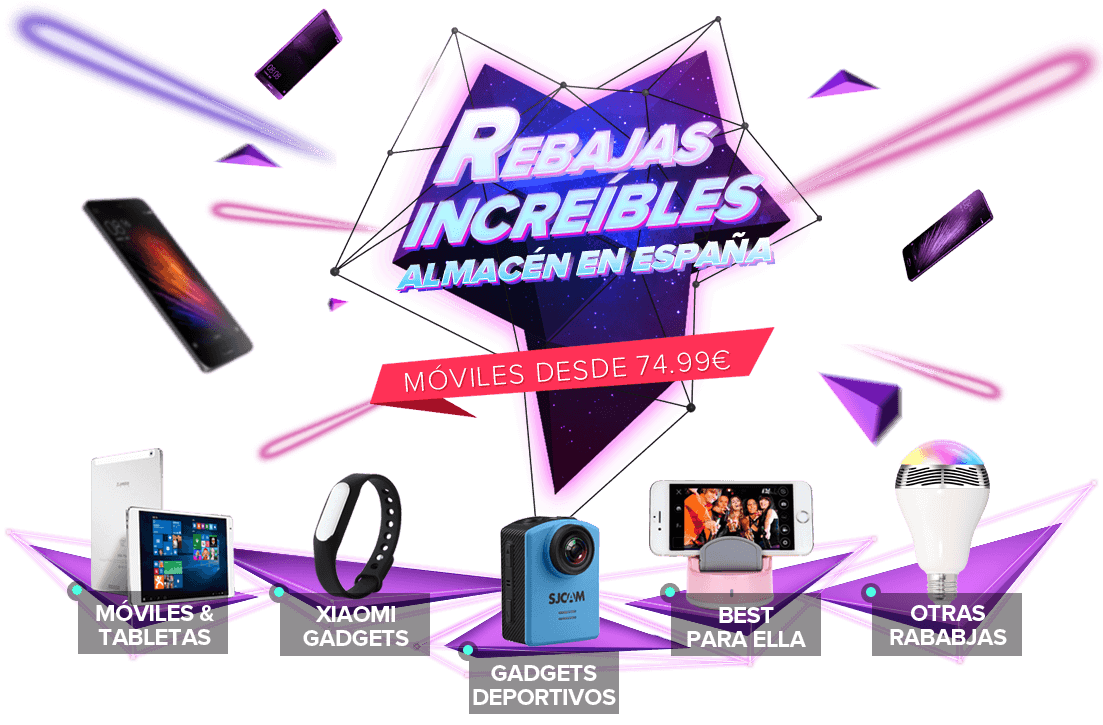 REBAJAS
INCREÍBLES
ALMACÉN EN ESPAÑA
MÓVILES DESDE 74.99€
SJCAM
MÓVILES &
TABLETAS
XIAOMI
GADGETS
GADGETS
DEPORTIVOS
BEST
PARA ELLA
OTRAS
RABABJAS